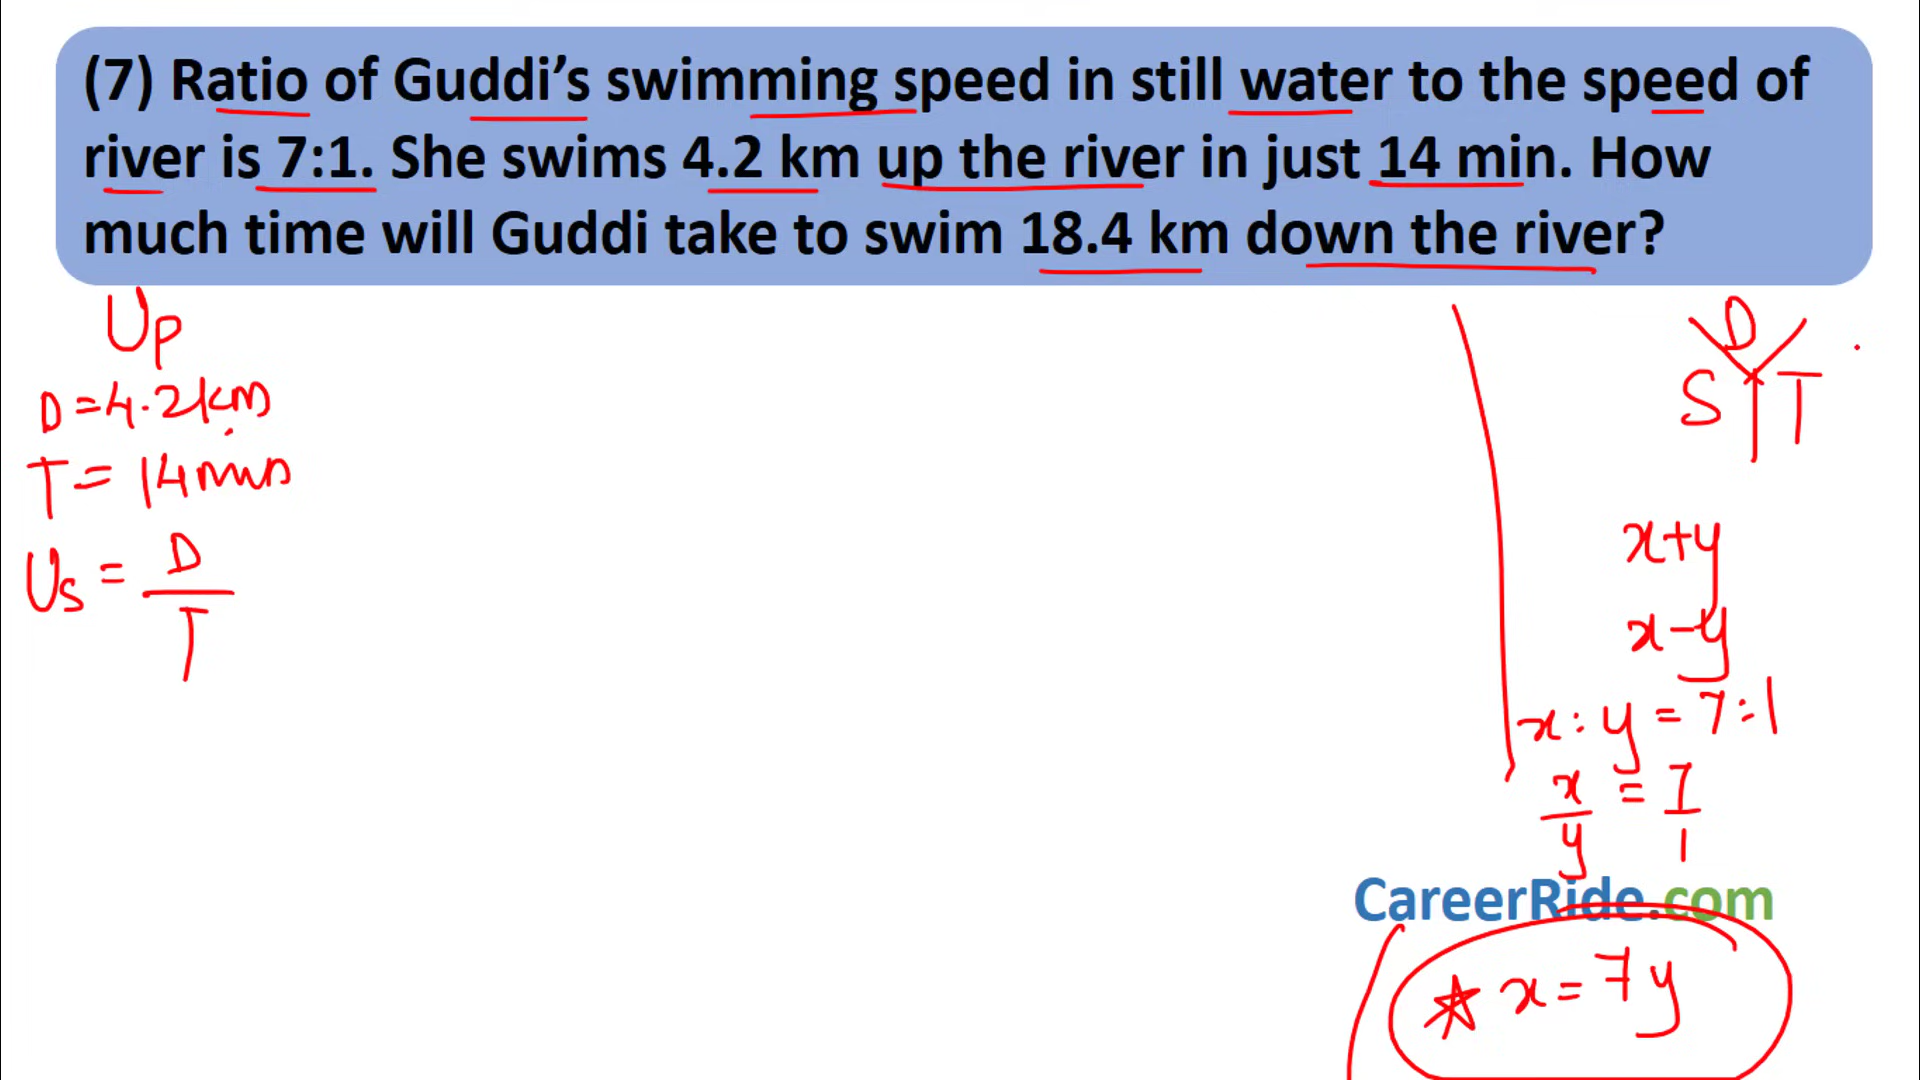 (7) Ratio of Guddi’s swimming speed in still water to the speed of
river is 7:1. She swims 4.2 km up the river in just 14 min. How
much time will Guddi take to swim 18.4 km down the river?
Up
D = 4.2 km
T = 14 min
Us = D
T
D
S T
x+y
x-y
x : y = 7 : 1
x = 7
y 1
CareerRide.com
x = 7y